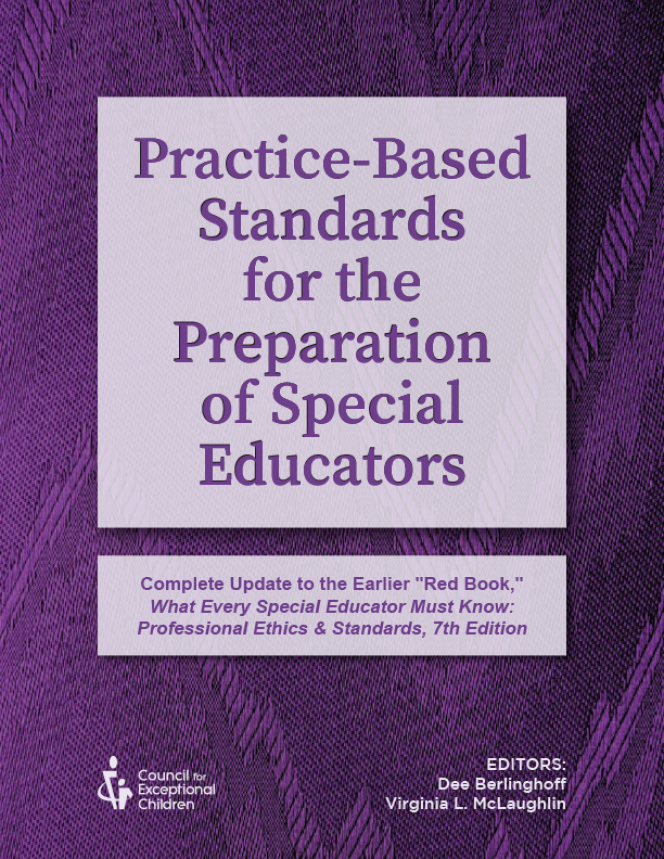 Practice-Based
Standards
for the
Preparation
of Special
Educators
Complete Update to the Earlier "Red Book,"
What Every Special Educator Must Know:
Professional Ethics & Standards, 7th Edition
Council for
Exceptional
Children
EDITORS:
Dee Berlinghoff
Virginia L. McLaughlin